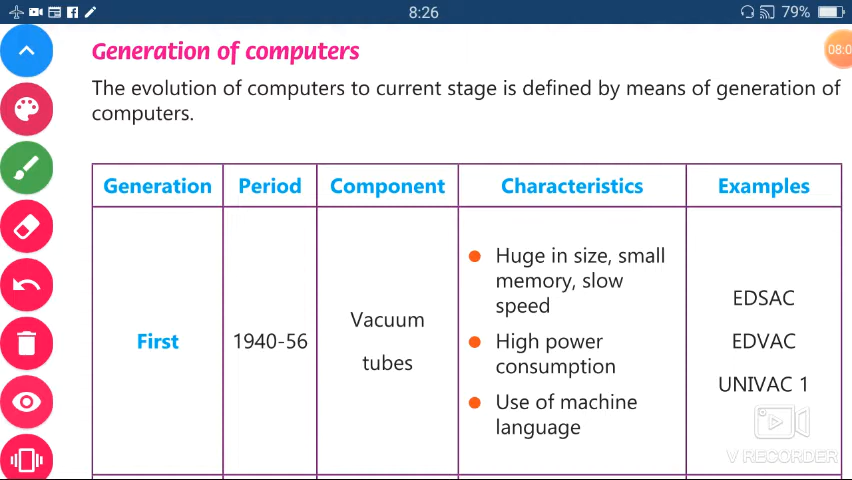 8:26
79%
08:0
Generation of computers
The evolution of computers to current stage is defined by means of generation of
computers.
Generation Period Component Characteristics Examples
First
1940-56
Vacuum
tubes
Huge in size, small
memory, slow
speed
High power
consumption
Use of machine
language
EDSAC
EDVAC
UNIVAC 1
V RECORDER